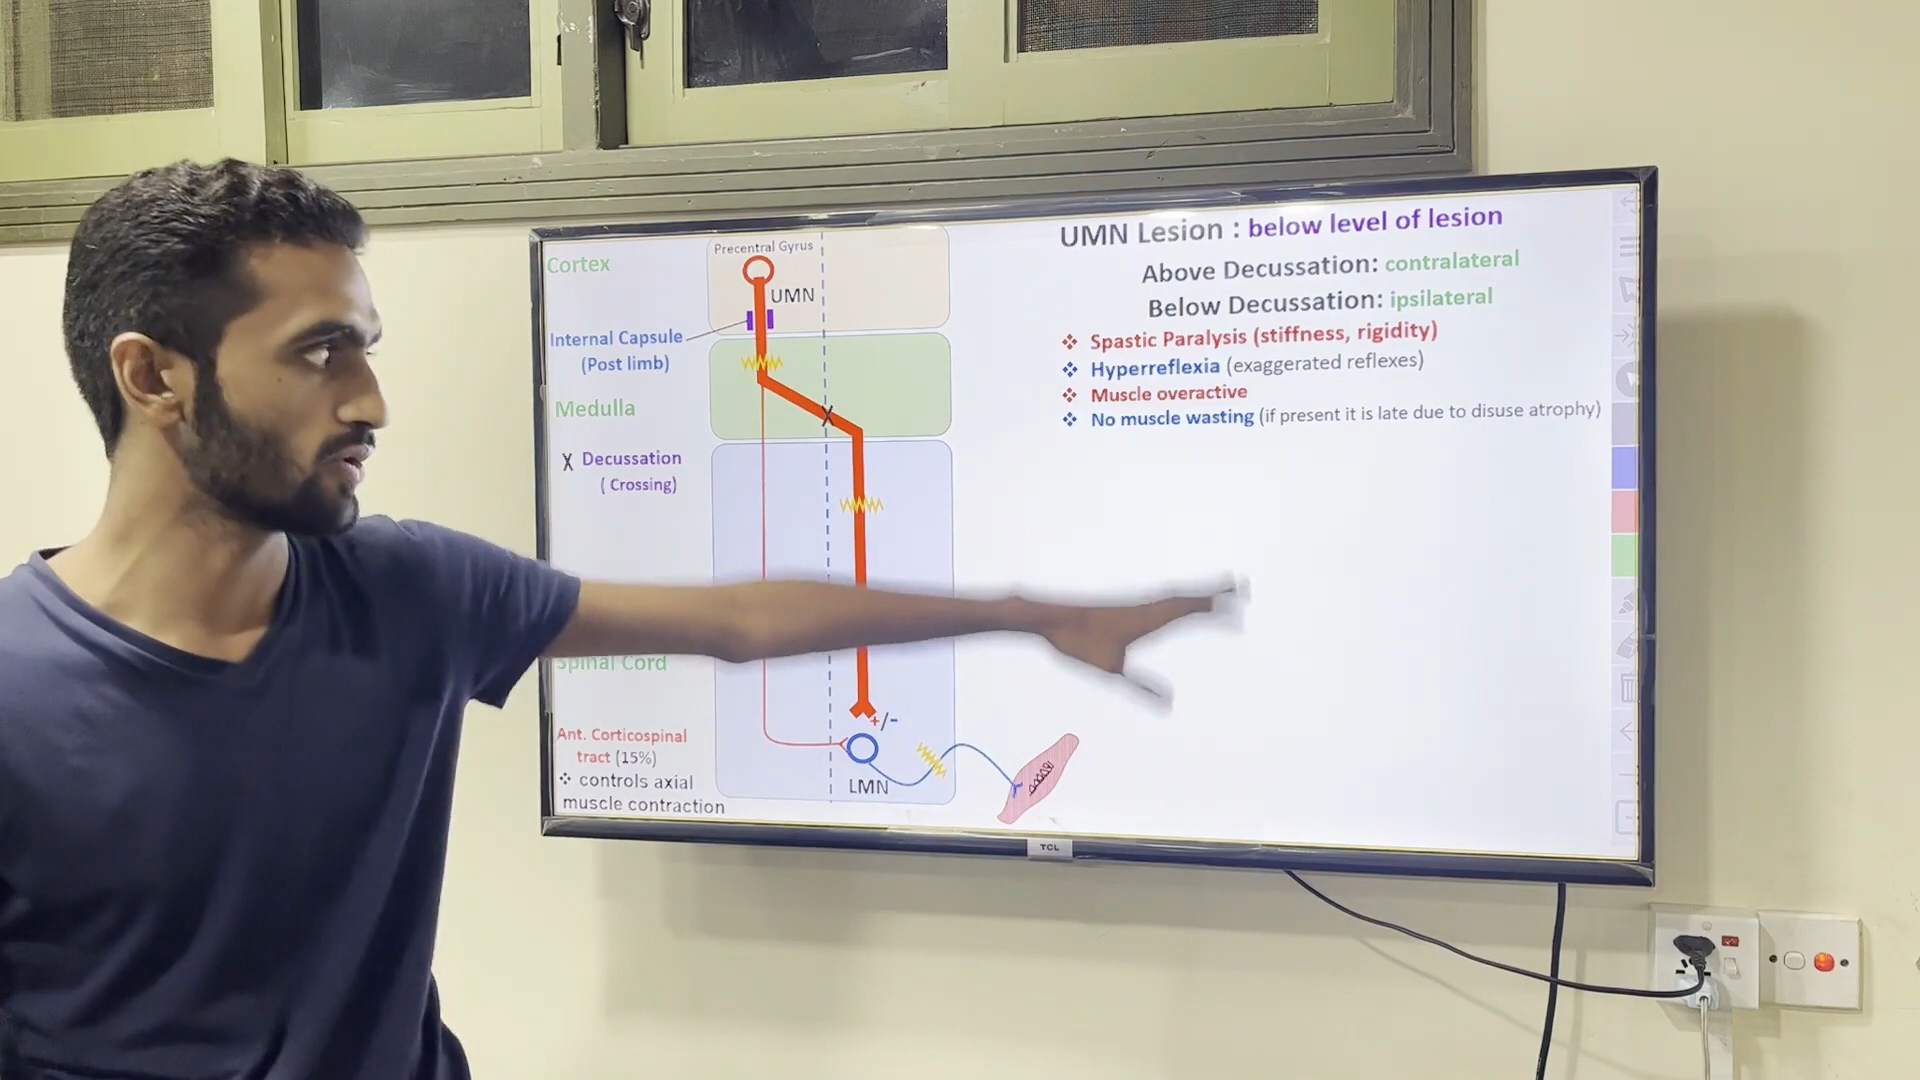 Precentral Gyrus
Cortex
UMN
Internal Capsule
(Post limb)
Medulla
X Decussation
( Crossing)
X
Spinal Cord
Ant. Corticospinal
tract (15%)
❖ controls axial
muscle contraction
+/-
LMN
UMN Lesion : below level of lesion
Above Decussation: contralateral
Below Decussation: ipsilateral
❖ Spastic Paralysis (stiffness, rigidity)
❖ Hyperreflexia (exaggerated reflexes)
❖ Muscle overactive
❖ No muscle wasting (if present it is late due to disuse atrophy)
TCL